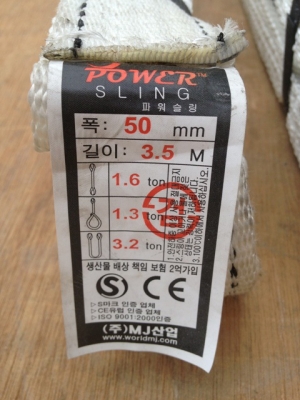 POWER™
SLING
파워슬링
폭: 50 mm
길이: 3.5 M
1.6 ton
1.3 ton
3.2 ton
생산물 배상 책임 보험 2억가입
S CE
▷S마크 인증 업체
▷CE유럽 인증 업체
▷ISO 9001:2000인증
(주)MJ산업
www.worldmj.com